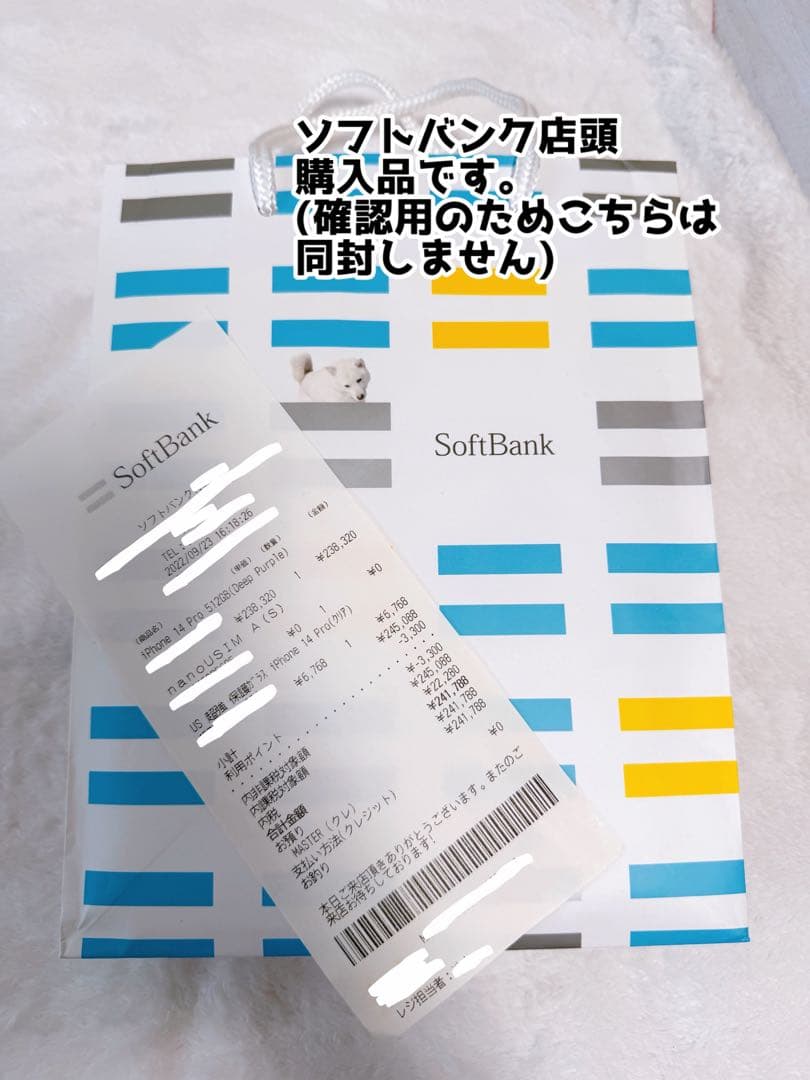 ソフトバンク店頭
購入品です。
(確認用のためこちらは
同封しません)
SoftBank
SoftBank
ソフトバンク
TEL:
2022/09/23 16:18:26
(商品名) (単価) (数量) (金額)
iPhone 14 Pro 512GB(Deep Purple)
¥238,320 1 ¥238,320
nanoUSIM A(S)
¥0 1 ¥0
US 超強 保護ガラス iPhone 14 Pro(クリア)
¥6,768 1 ¥6,768
小計 ¥245,088
利用ポイント -3,300
内非課税対象額 ¥-3,300
内課税対象額 ¥245,088
内税 ¥22,280
合計金額 ¥241,788
お預り ¥241,788
MASTER(クレ) ¥241,788
支払い方法(クレジット)
お釣り ¥0
本日ご来店頂きありがとうございます。またのご
来店お待ちしております!
レジ担当者: